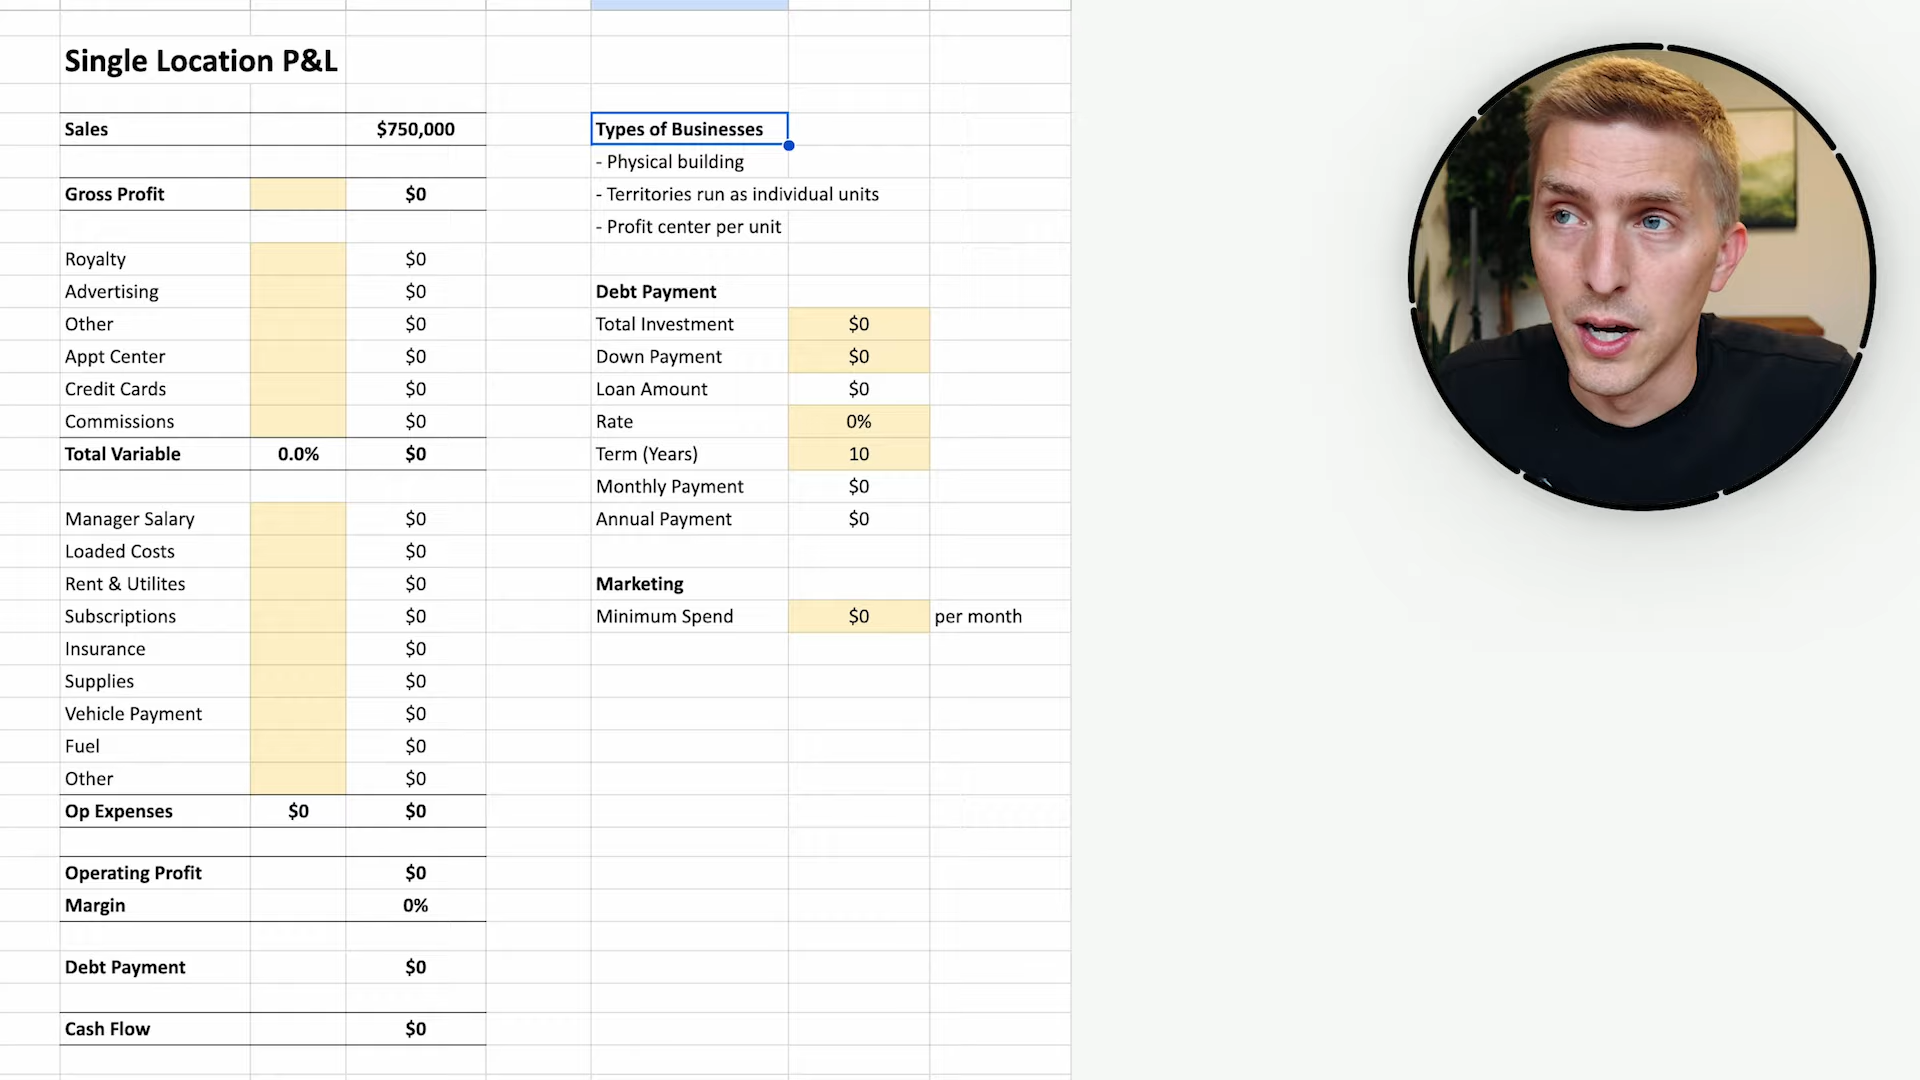 Single Location P&L
Sales $750,000
Gross Profit $0
Royalty $0
Advertising $0
Other $0
Appt Center $0
Credit Cards $0
Commissions $0
Total Variable 0.0% $0
Manager Salary $0
Loaded Costs $0
Rent & Utilites $0
Subscriptions $0
Insurance $0
Supplies $0
Vehicle Payment $0
Fuel $0
Other $0
Op Expenses $0 $0
Operating Profit $0
Margin 0%
Debt Payment $0
Cash Flow $0
Types of Businesses
- Physical building
- Territories run as individual units
- Profit center per unit
Debt Payment
Total Investment $0
Down Payment $0
Loan Amount $0
Rate 0%
Term (Years) 10
Monthly Payment $0
Annual Payment $0
Marketing
Minimum Spend $0 per month